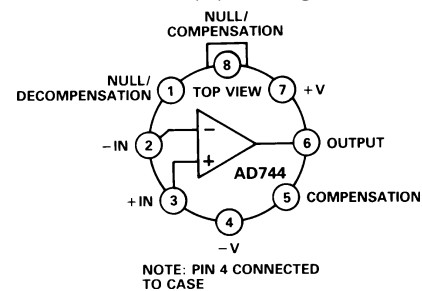 NULL/
COMPENSATION
8
NULL/
DECOMPENSATION
1
TOP VIEW
7
+V
2
−IN
−
6
OUTPUT
+
AD744
3
+IN
5
COMPENSATION
4
−V
NOTE: PIN 4 CONNECTED
TO CASE